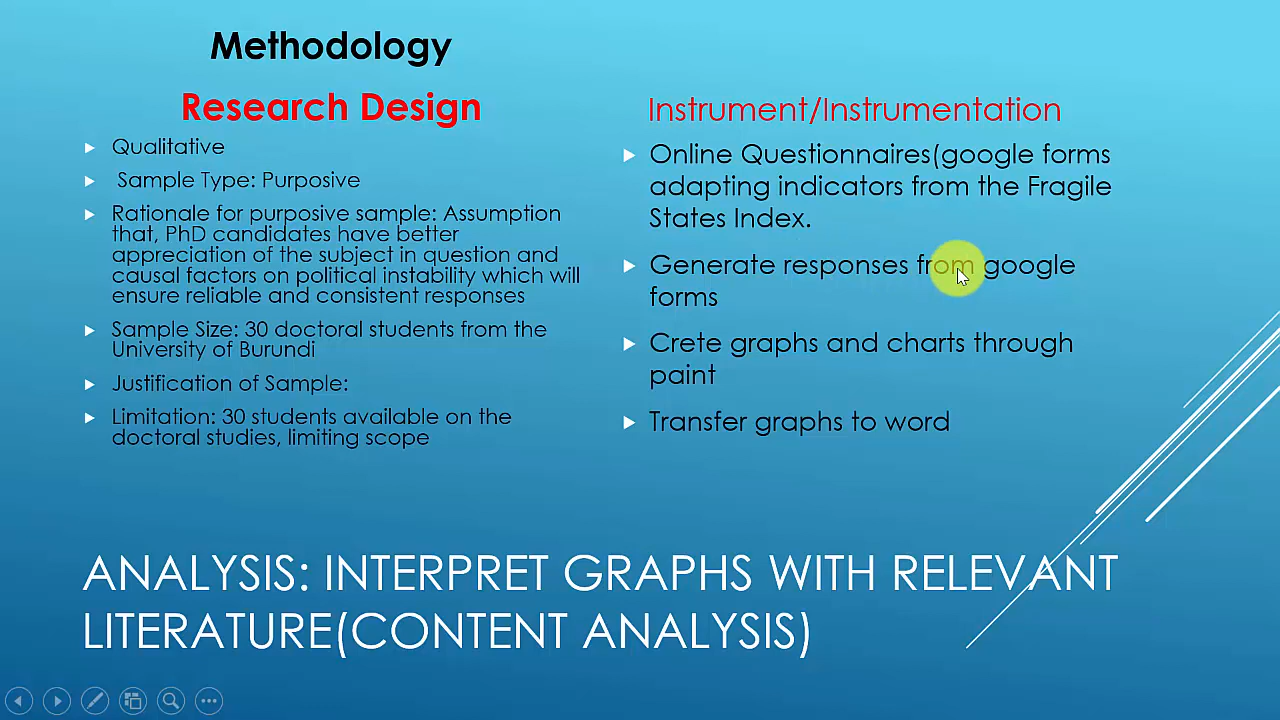 Methodology
Research Design
Qualitative
Sample Type: Purposive
Rationale for purposive sample: Assumption
that, PhD candidates have better
appreciation of the subject in question and
causal factors on political instability which will
ensure reliable and consistent responses
Sample Size: 30 doctoral students from the
University of Burundi
Justification of Sample:
Limitation: 30 students available on the
doctoral studies, limiting scope
Instrument/Instrumentation
Online Questionnaires(google forms
adapting indicators from the Fragile
States Index.
Generate responses from google
forms
Crete graphs and charts through
paint
Transfer graphs to word
ANALYSIS: INTERPRET GRAPHS WITH RELEVANT
LITERATURE(CONTENT ANALYSIS)